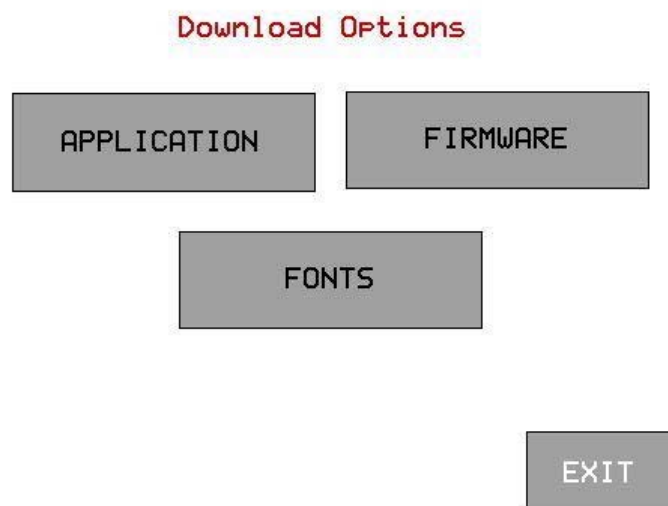 Download Options
APPLICATION
FIRMWARE
FONTS
EXIT